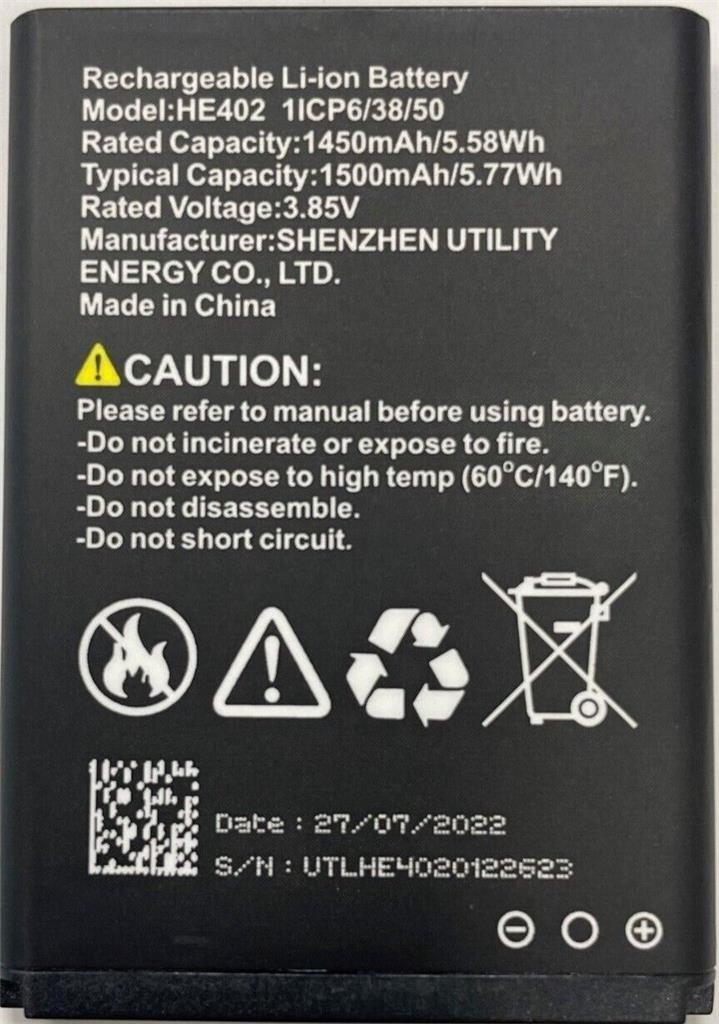 Rechargeable Li-ion Battery
Model:HE402 1ICP6/38/50
Rated Capacity:1450mAh/5.58Wh
Typical Capacity:1500mAh/5.77Wh
Rated Voltage:3.85V
Manufacturer:SHENZHEN UTILITY
ENERGY CO., LTD.
Made in China
CAUTION:
Please refer to manual before using battery.
-Do not incinerate or expose to fire.
-Do not expose to high temp (60°C/140°F).
-Do not disassemble.
-Do not short circuit.
Date : 27/07/2022
S/N : UTLHE4020122623